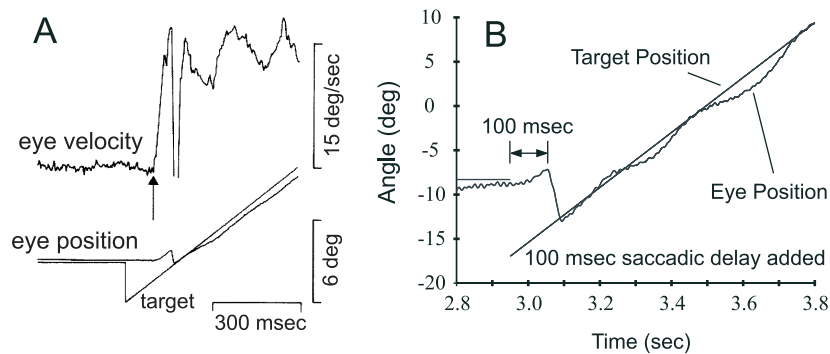 A
eye velocity
15 deg/sec
eye position
6 deg
target
300 msec
B
Angle (deg)
10
5
0
-5
-10
-15
-20
Target Position
100 msec
Eye Position
100 msec saccadic delay added
2.8 3.0 3.2 3.4 3.6 3.8
Time (sec)